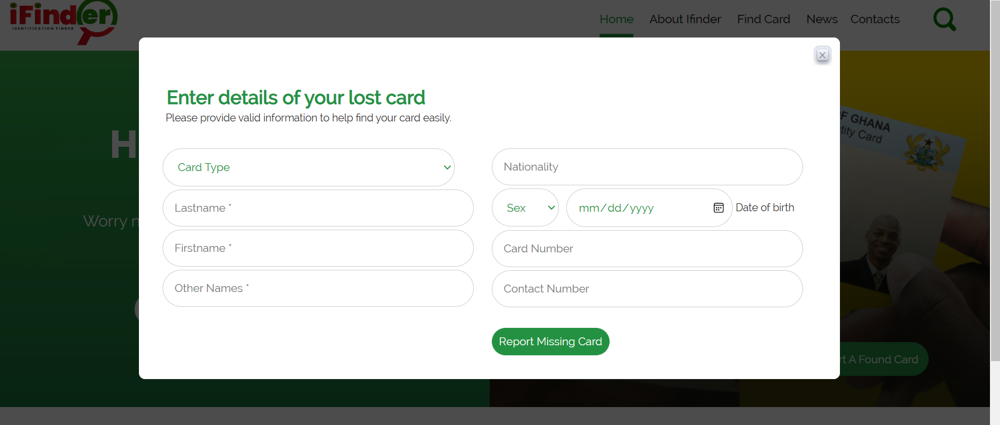 iFinder
IDENTIFICATION FINDER
Home About Ifinder Find Card News Contacts
Enter details of your lost card
Please provide valid information to help find your card easily.
Card Type
Nationality
Lastname *
Sex
mm/dd/yyyy
Date of birth
Firstname *
Card Number
Other Names *
Contact Number
Report Missing Card
H
Worry
OF GHANA
tity Card
rt A Found Card